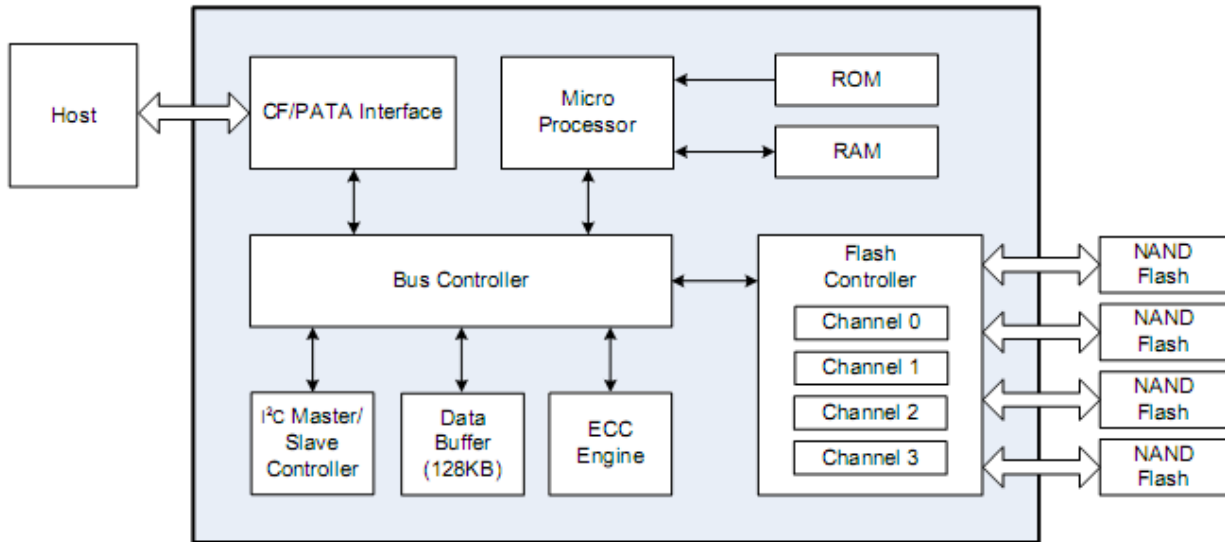 Host
CF/PATA Interface
Micro
Processor
ROM
RAM
Bus Controller
Flash
Controller
Channel 0
Channel 1
Channel 2
Channel 3
NAND
Flash
NAND
Flash
NAND
Flash
NAND
Flash
I²C Master/
Slave
Controller
Data
Buffer
(128KB)
ECC
Engine